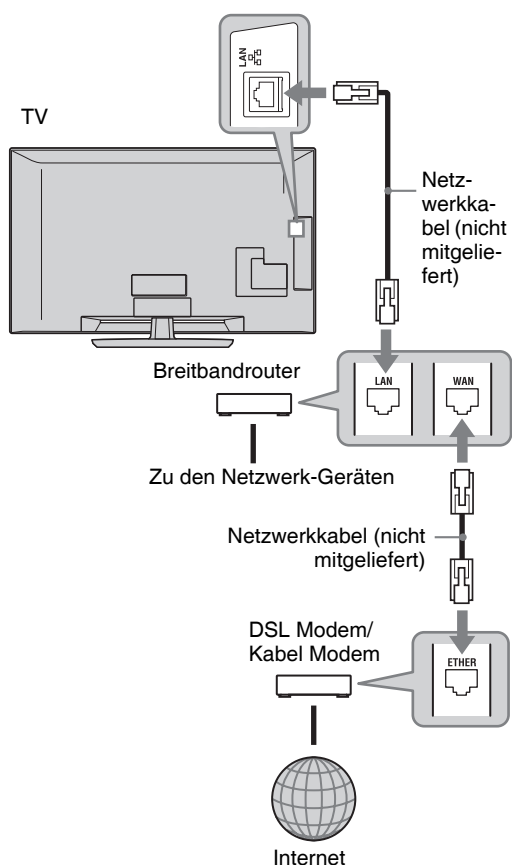 LAN
TV
Netz-
werkka-
bel (nicht
mitgelie-
fert)
Breitbandrouter
LAN
WAN
Zu den Netzwerk-Geräten
Netzwerkkabel (nicht
mitgeliefert)
DSL Modem/
Kabel Modem
ETHER
Internet